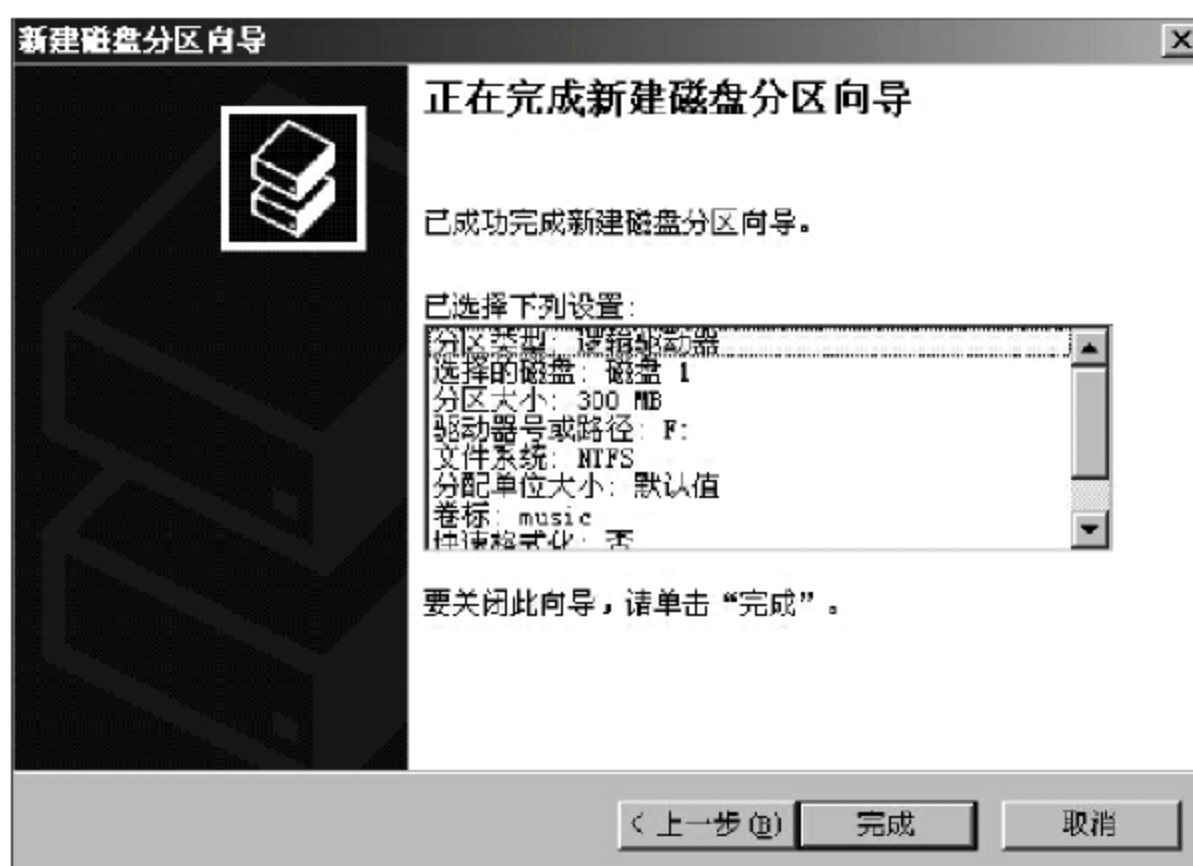 新建磁盘分区向导
正在完成新建磁盘分区向导
已成功完成新建磁盘分区向导。
已选择下列设置:
分区类型: 逻辑驱动器
选择的磁盘: 磁盘 1
分区大小: 300 MB
驱动器号或路径: F:
文件系统: NTFS
分配单位大小: 默认值
卷标: music
快速格式化: 否
要关闭此向导，请单击“完成”。
< 上一步(B) 完成 取消